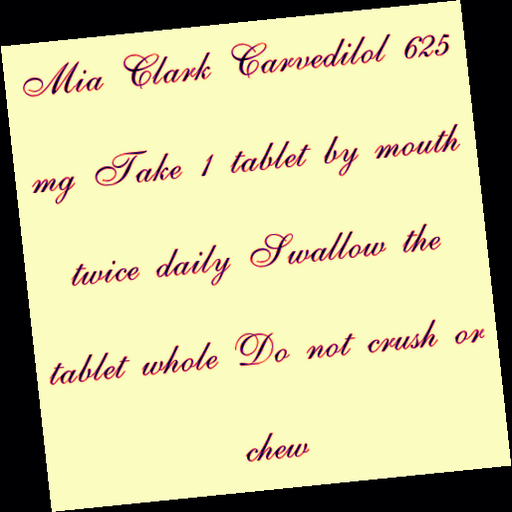 Mia Clark Carvedilol 625
mg Take 1 tablet by mouth
twice daily Swallow the
tablet whole Do not crush or
chew